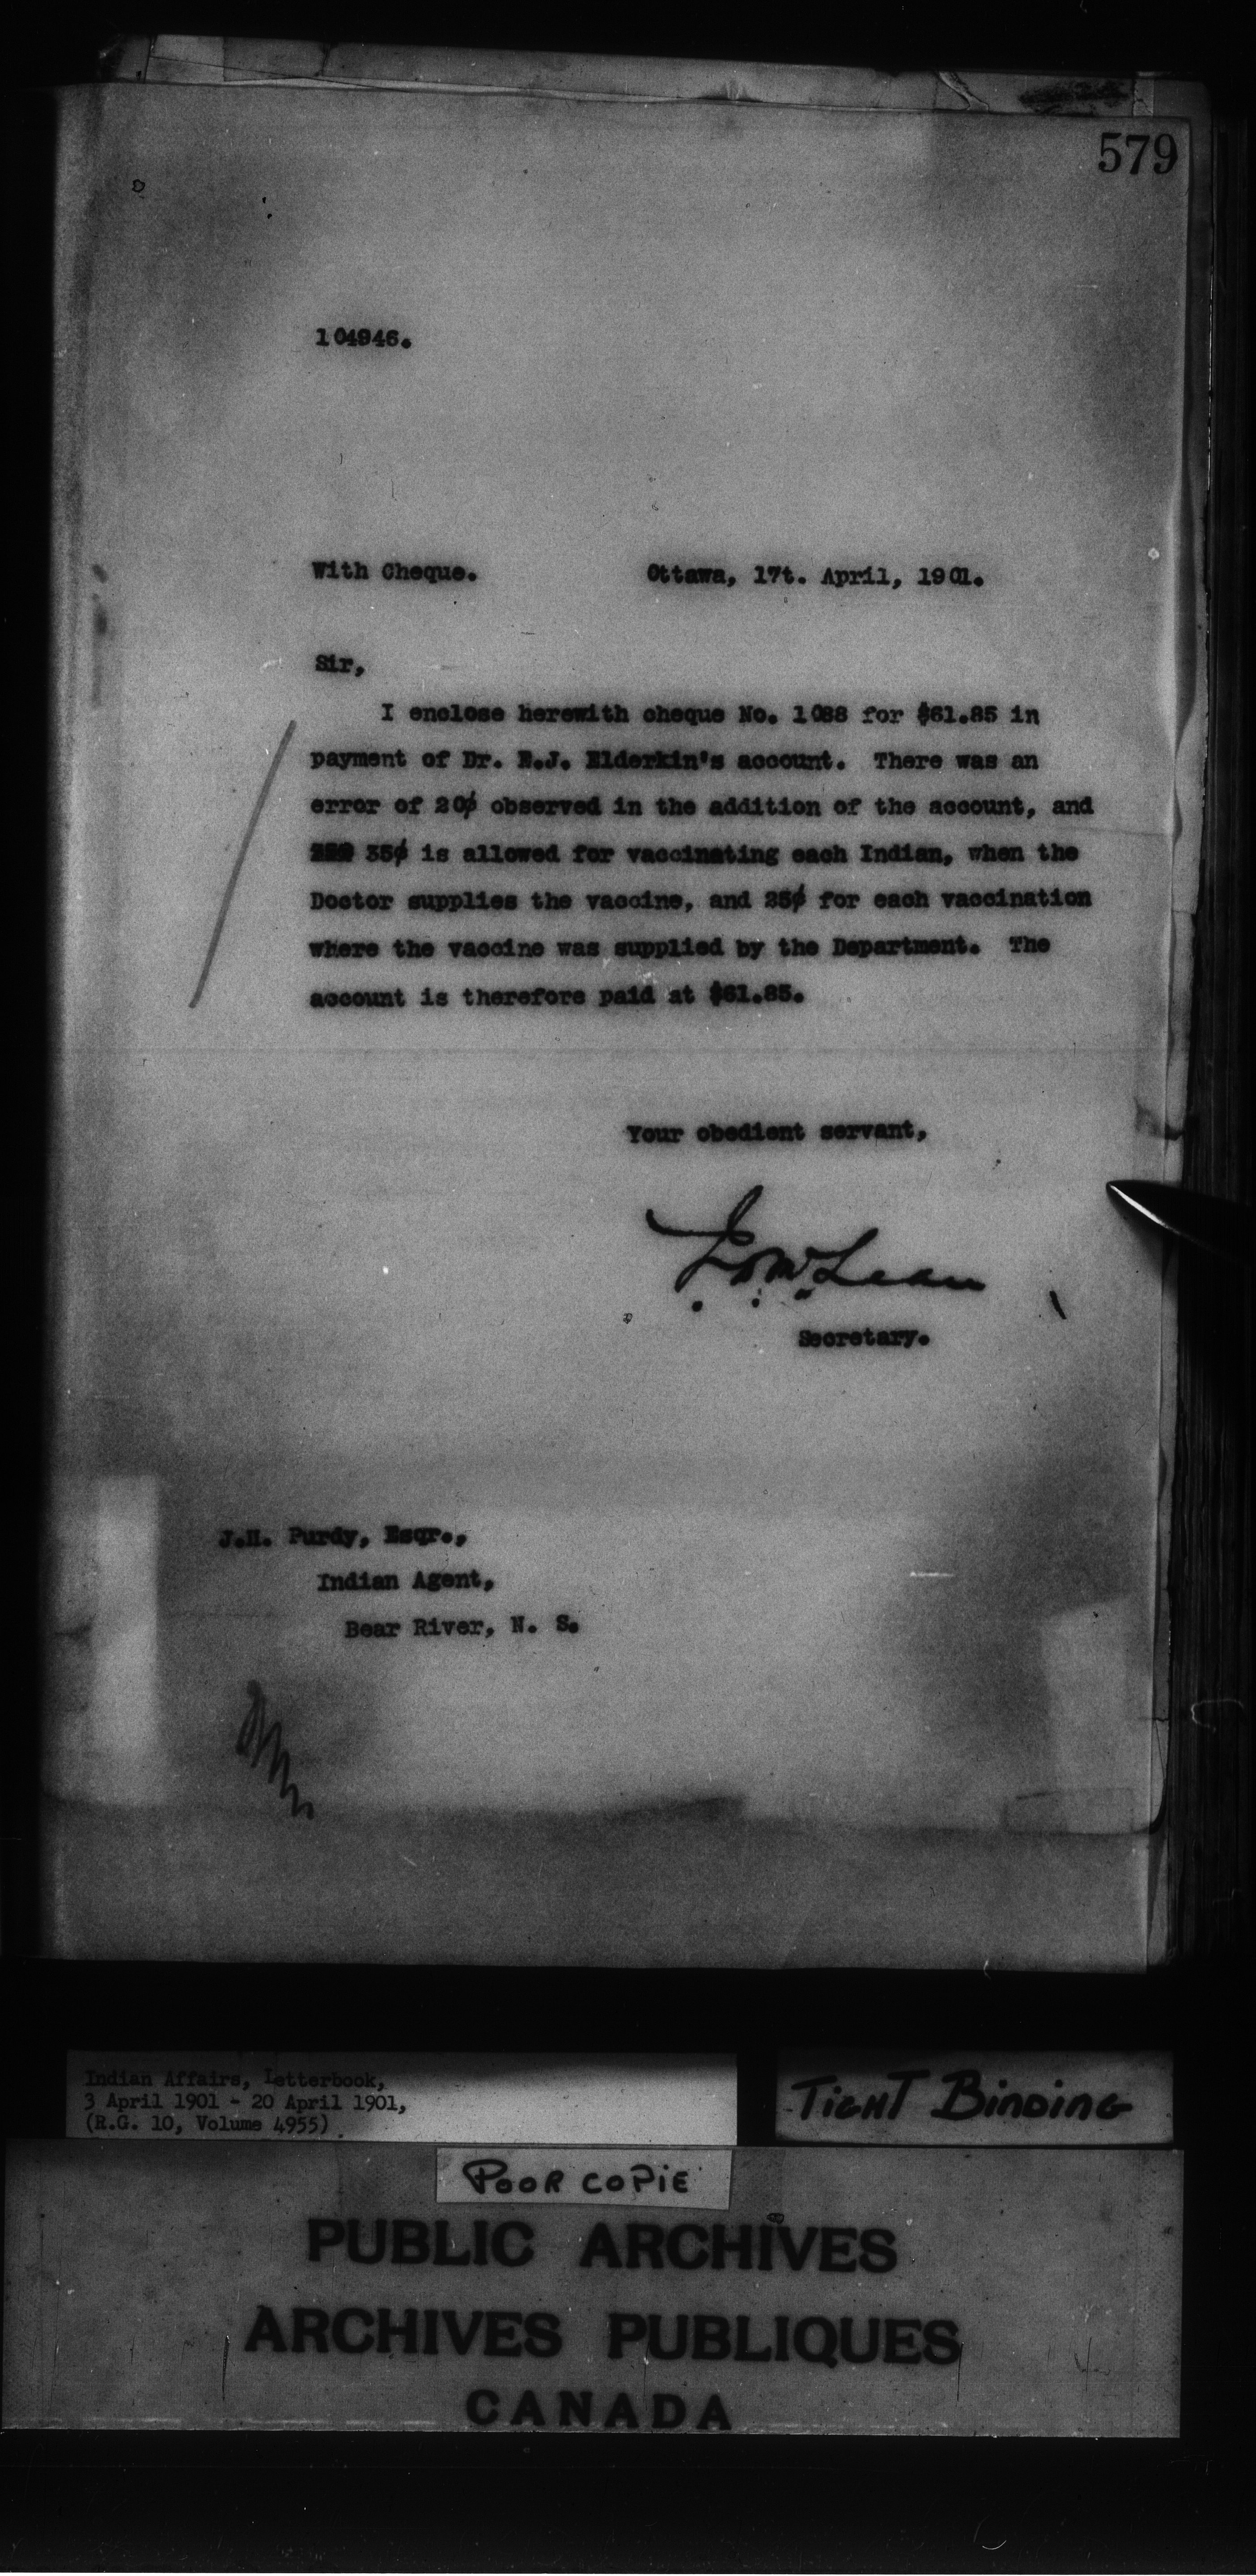 579
104946.
With Cheque. Ottawa, 17t. April, 1901.
Sir,
I enclose herewith cheque No. 1088 for $61.85 in
payment of Dr. E.J. Elderkin's account. There was an
error of 20¢ observed in the addition of the account, and
35¢ is allowed for vaccinating each Indian, when the
Doctor supplies the vaccine, and 25¢ for each vaccination
where the vaccine was supplied by the Department. The
account is therefore paid at $61.85.
Your obedient servant,
J.D. McLean
Secretary.
J.H. Purdy, Esqr.,
Indian Agent,
Bear River, N. S.
Indian Affairs, Letterbook,
3 April 1901 - 20 April 1901,
(R.G. 10, Volume 4955)
TIGHT BINDING
POOR COPIE
PUBLIC ARCHIVES
ARCHIVES PUBLIQUES
CANADA